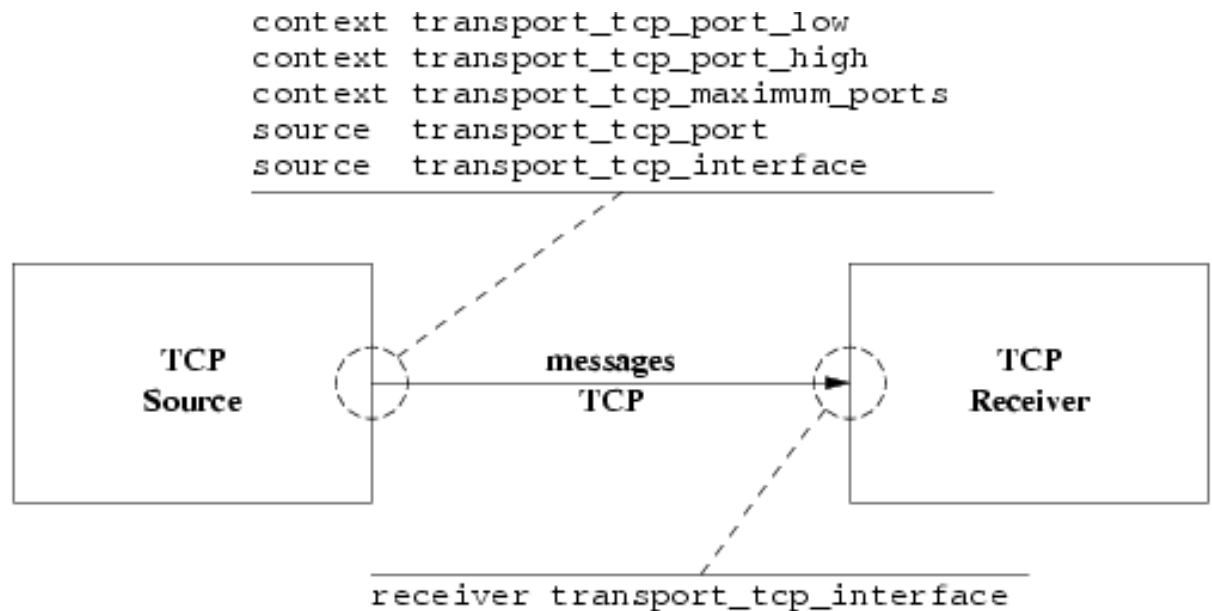 context transport_tcp_port_low
context transport_tcp_port_high
context transport_tcp_maximum_ports
source transport_tcp_port
source transport_tcp_interface
TCP
Source
messages
TCP
TCP
Receiver
receiver transport_tcp_interface